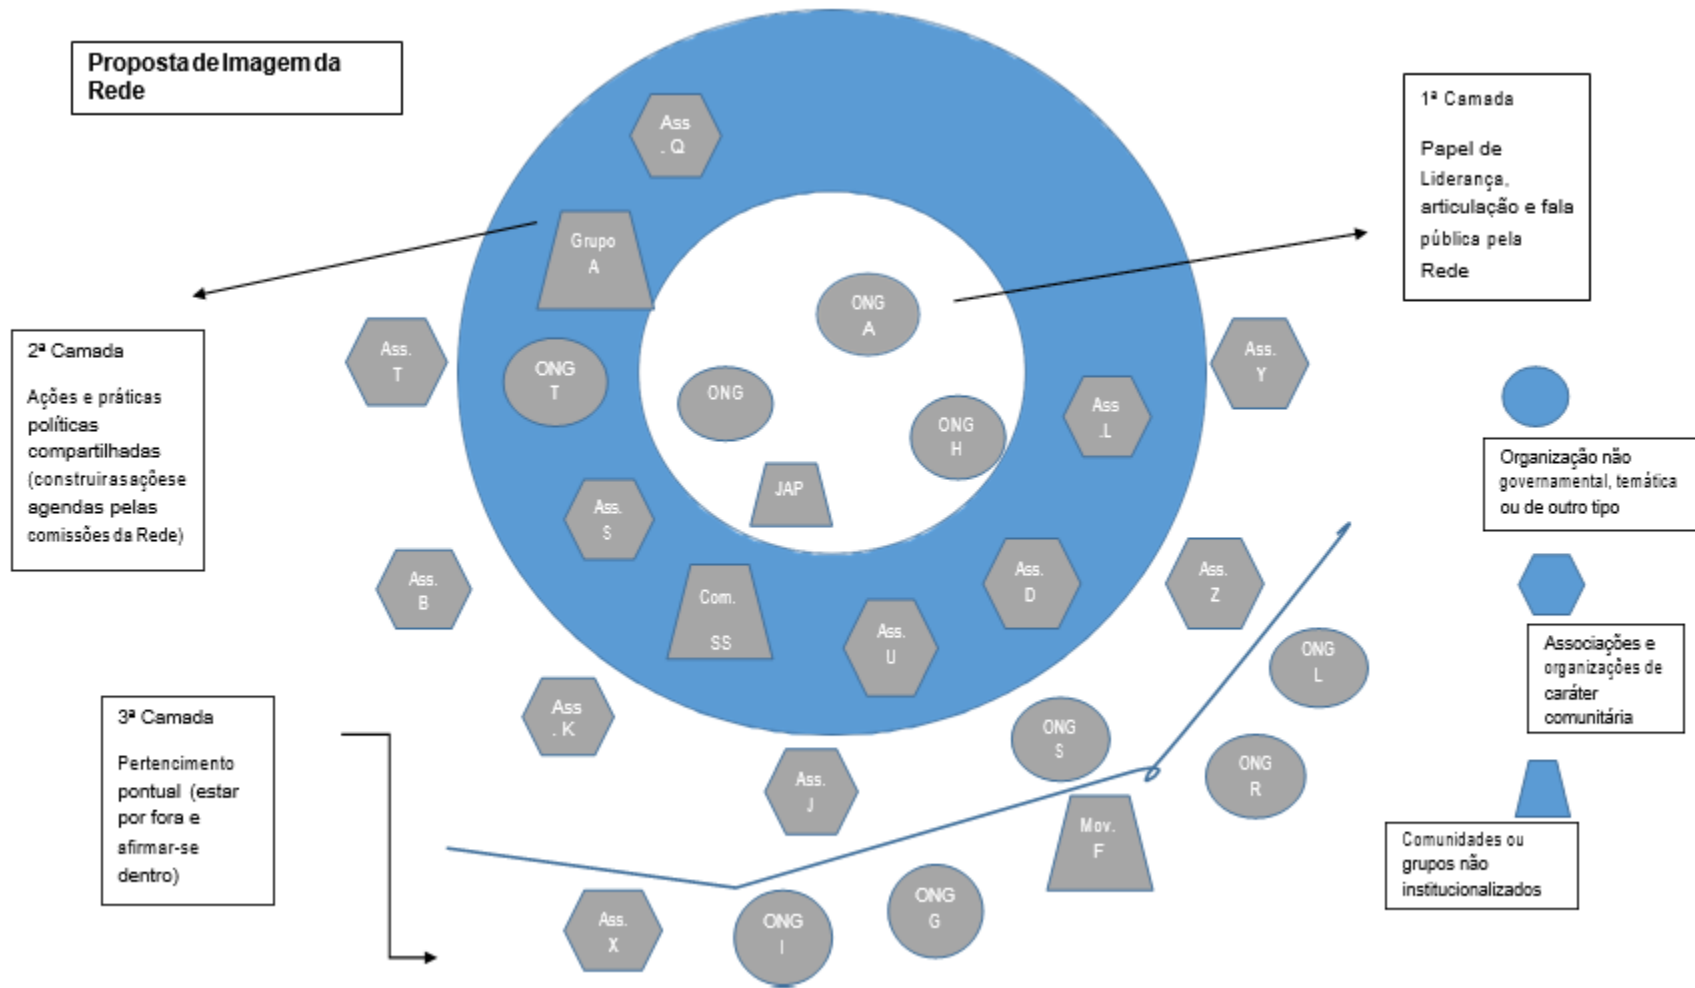 Proposta de Imagem da
Rede
Ass
. Q
Grupo
A
1ª Camada
Papel de
Liderança,
articulação e fala
pública pela
Rede
2ª Camada
Ações e práticas
políticas
compartilhadas
(construirasaçõese
agendas pelas
comissões da Rede)
Ass.
T
ONG
T
ONG
A
ONG
ONG
H
JAP
Ass
.L
Ass.
Y
Ass.
S
Ass.
B
Com.
SS
Ass.
U
Ass.
D
Ass.
Z
Organização não
governamental, temática
ou de outro tipo
Associações e
organizações de
caráter
comunitária
Comunidades ou
grupos não
institucionalizados
3ª Camada
Pertencimento
pontual (estar
por fora e
afirmar-se
dentro)
Ass
. K
Ass.
J
ONG
S
ONG
L
ONG
R
Mov.
F
Ass.
X
ONG
I
ONG
G